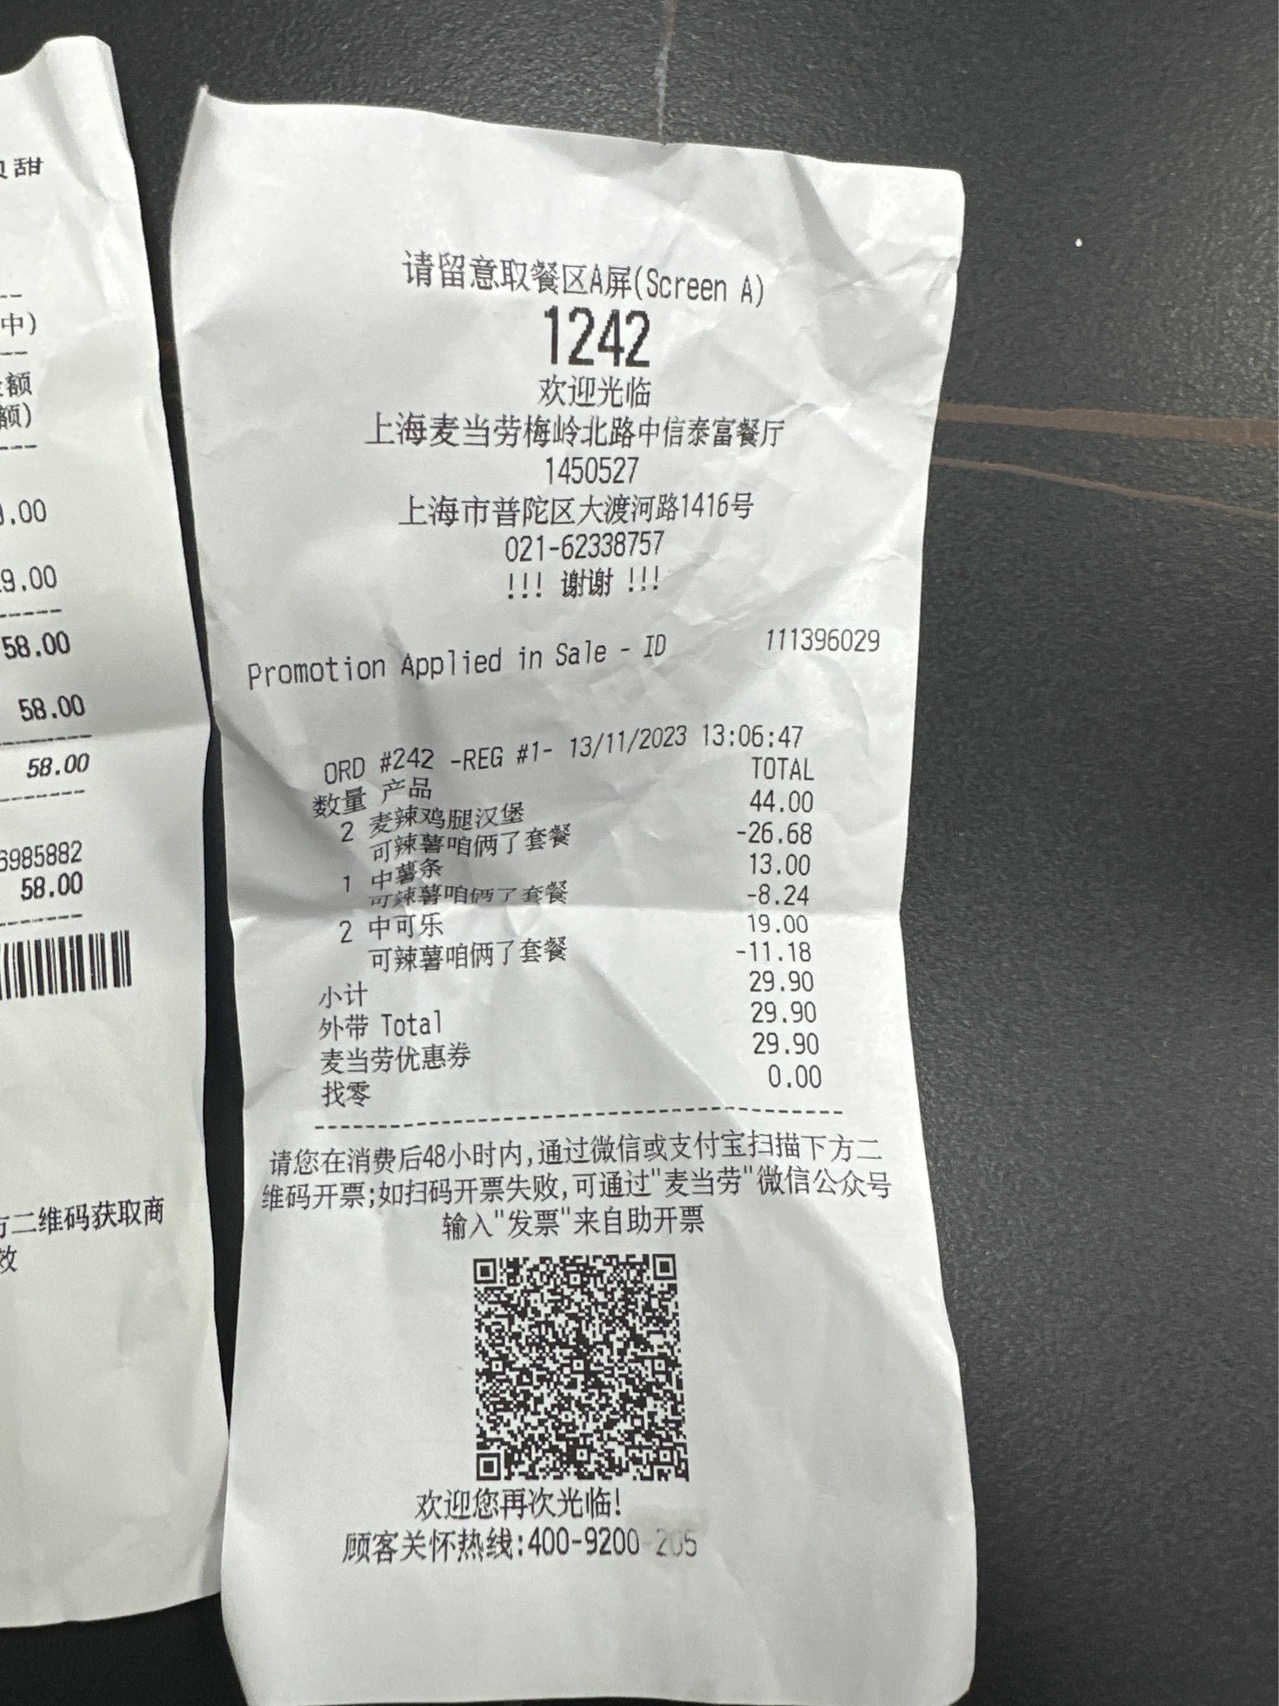 甜
中)
额
额)
.00
9.00
58.00
58.00
58.00
6985882
58.00
二维码获取商
效
请留意取餐区A屏(Screen A)
1242
欢迎光临
上海麦当劳梅岭北路中信泰富餐厅
1450527
上海市普陀区大渡河路1416号
021-62338757
!!! 谢谢 !!!
Promotion Applied in Sale - ID 111396029
ORD #242 -REG #1- 13/11/2023 13:06:47
数量 产品 TOTAL
2 麦辣鸡腿汉堡 44.00
可辣薯咱俩了套餐 -26.68
1 中薯条 13.00
可辣薯咱俩了套餐 -8.24
2 中可乐 19.00
可辣薯咱俩了套餐 -11.18
小计 29.90
外带 Total 29.90
麦当劳优惠券 29.90
找零 0.00
请您在消费后48小时内,通过微信或支付宝扫描下方二
维码开票;如扫码开票失败,可通过"麦当劳"微信公众号
输入"发票"来自助开票
欢迎您再次光临!
顾客关怀热线:400-9200-205